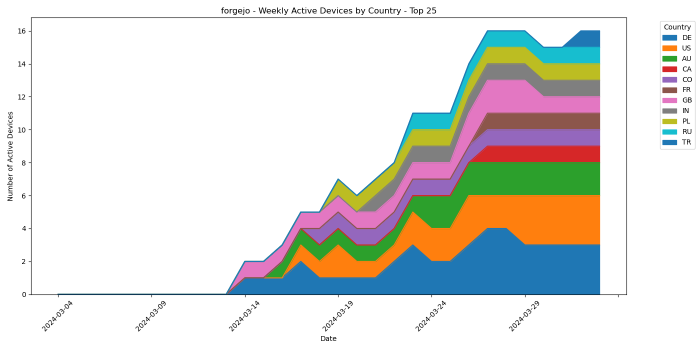 forgejo - Weekly Active Devices by Country - Top 25
Country
DE
US
AU
CA
CO
FR
GB
IN
PL
RU
TR
Number of Active Devices
16
14
12
10
8
6
4
2
0
2024-03-04
2024-03-09
2024-03-14
2024-03-19
2024-03-24
2024-03-29
Date